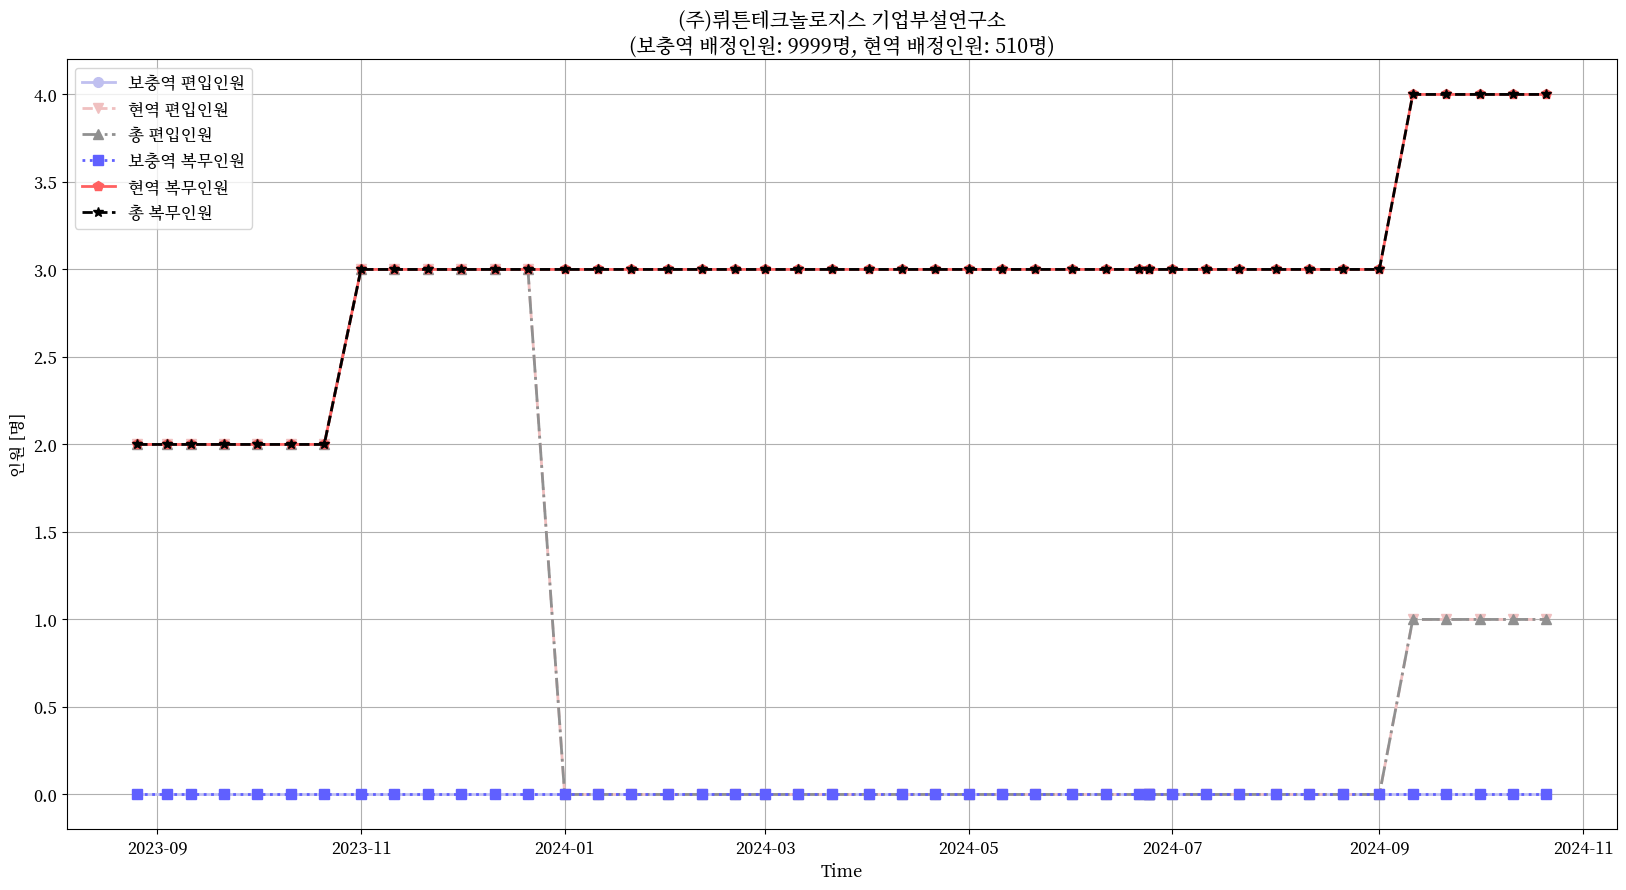 (주)뤼튼테크놀로지스 기업부설연구소
(보충역 배정인원: 9999명, 현역 배정인원: 510명)
보충역 편입인원
현역 편입인원
총 편입인원
보충역 복무인원
현역 복무인원
총 복무인원
4.0
3.5
3.0
2.5
2.0
1.5
1.0
0.5
0.0
인원 [명]
2023-09
2023-11
2024-01
2024-03
2024-05
2024-07
2024-09
2024-11
Time